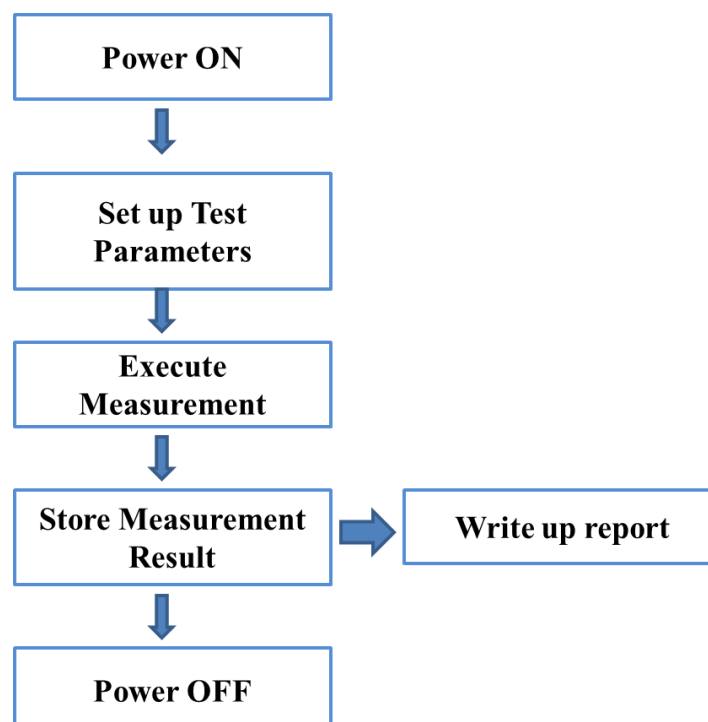 Power ON
Set up Test
Parameters
Execute
Measurement
Store Measurement
Result
Write up report
Power OFF